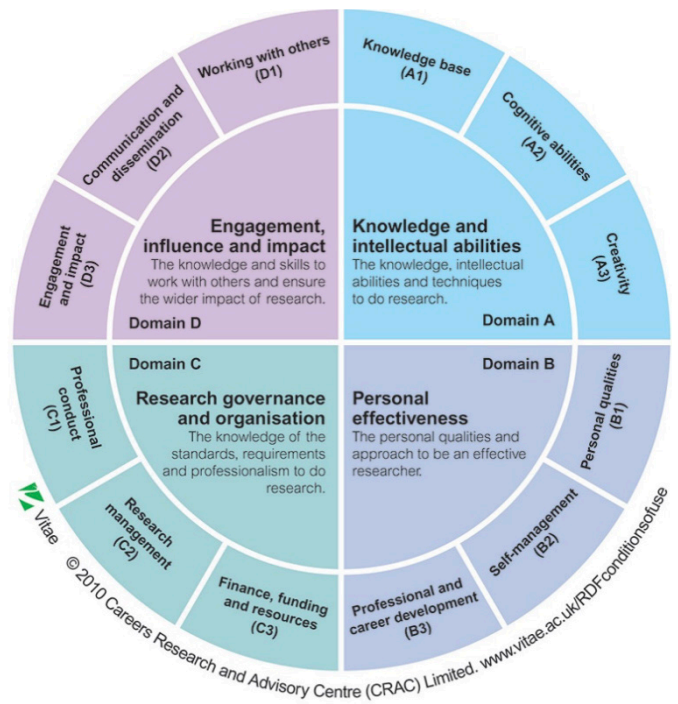 Working with others
(D1)
Communication and
dissemination
(D2)
Engagement
and impact
(D3)
Engagement,
influence and impact
The knowledge and skills to
work with others and ensure
the wider impact of research.
Domain D
Knowledge base
(A1)
Cognitive abilities
(A2)
Creativity
(A3)
Knowledge and
intellectual abilities
The knowledge, intellectual
abilities and techniques
to do research.
Domain A
Domain C
Research governance
and organisation
The knowledge of the
standards, requirements
and professionalism to do
research.
Professional
conduct
(C1)
Research
management
(C2)
Finance, funding
and resources
(C3)
Domain B
Personal
effectiveness
The personal qualities and
approach to be an effective
researcher.
Personal qualities
(B1)
Self-management
(B2)
Professional and
career development
(B3)
Vitae
© 2010 Careers Research and Advisory Centre (CRAC) Limited. www.vitae.ac.uk/RDFconditionsofuse